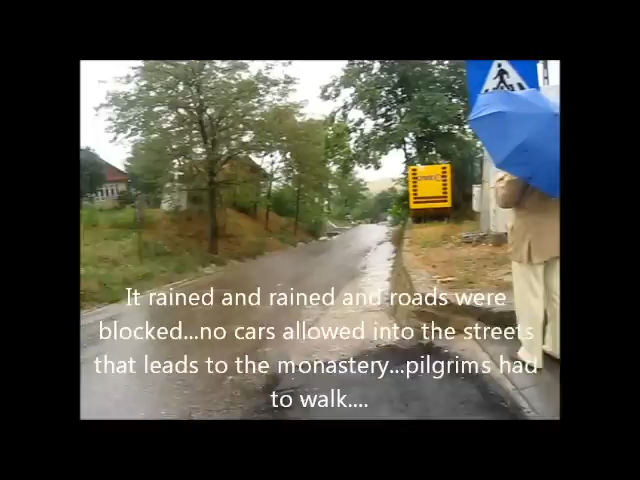 It rained and rained and roads were
blocked...no cars allowed into the streets
that leads to the monastery...pilgrims had
to walk....